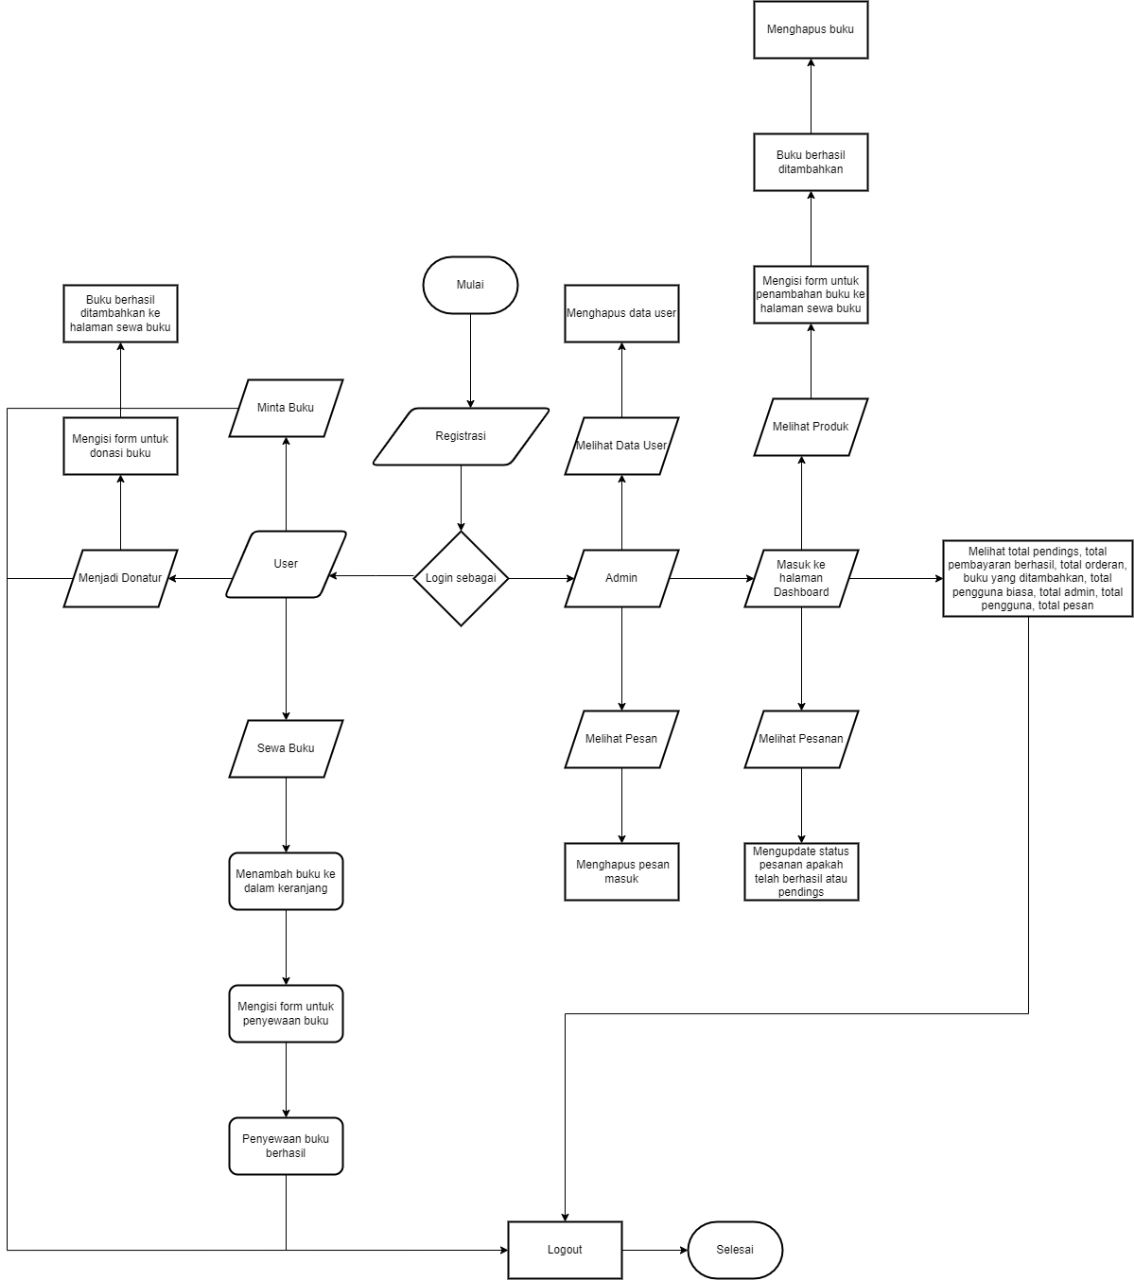 Menghapus buku
Buku berhasil
ditambahkan
Mulai
Mengisi form untuk
penambahan buku ke
halaman sewa buku
Buku berhasil
ditambahkan ke
halaman sewa buku
Menghapus data user
Minta Buku
Registrasi
Melihat Produk
Mengisi form untuk
donasi buku
Melihat Data User
Menjadi Donatur
User
Login sebagai
Admin
Masuk ke
halaman
Dashboard
Melihat total pendings, total
pembayaran berhasil, total orderan,
buku yang ditambahkan, total
pengguna biasa, total admin, total
pengguna, total pesan
Sewa Buku
Melihat Pesan
Melihat Pesanan
Menambah buku ke
dalam keranjang
Menghapus pesan
masuk
Mengupdate status
pesanan apakah
telah berhasil atau
pendings
Mengisi form untuk
penyewaan buku
Penyewaan buku
berhasil
Logout
Selesai